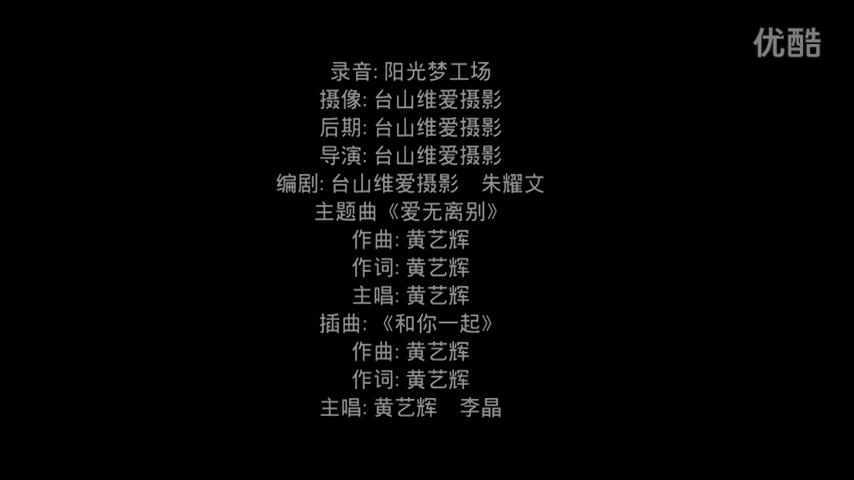 优酷
录音: 阳光梦工场
摄像: 台山维爱摄影
后期: 台山维爱摄影
导演: 台山维爱摄影
编剧: 台山维爱摄影 朱耀文
主题曲《爱无离别》
作曲: 黄艺辉
作词: 黄艺辉
主唱: 黄艺辉
插曲: 《和你一起》
作曲: 黄艺辉
作词: 黄艺辉
主唱: 黄艺辉 李晶